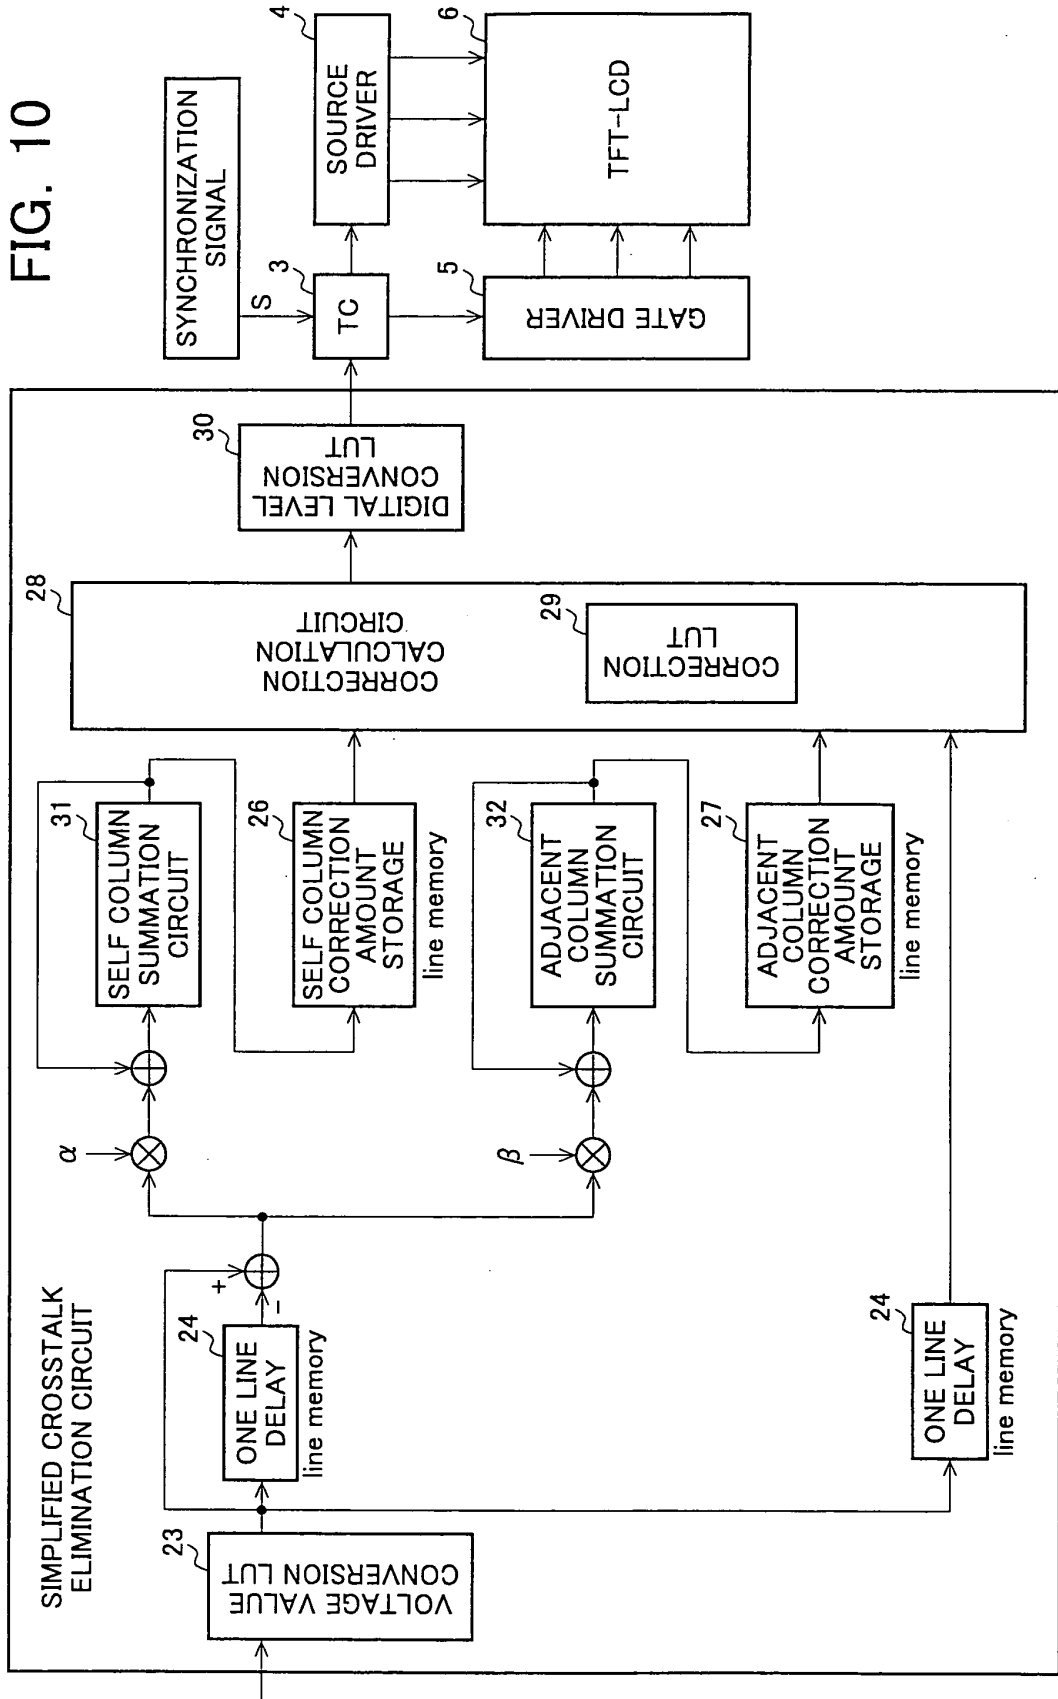 FIG. 10
SIMPLIFIED CROSSTALK
ELIMINATION CIRCUIT
23
VOLTAGE VALUE
CONVERSION LUT
24
ONE LINE
DELAY
line memory
+
-
α
β
31
SELF COLUMN
SUMMATION
CIRCUIT
26
SELF COLUMN
CORRECTION
AMOUNT
STORAGE
line memory
32
ADJACENT
COLUMN
SUMMATION
CIRCUIT
27
ADJACENT
COLUMN
CORRECTION
AMOUNT
STORAGE
line memory
24
ONE LINE
DELAY
line memory
28
CORRECTION
CALCULATION
CIRCUIT
29
CORRECTION
LUT
30
DIGITAL LEVEL
CONVERSION
LUT
SYNCHRONIZATION
SIGNAL
S
3
TC
4
SOURCE
DRIVER
5
GATE DRIVER
6
TFT-LCD